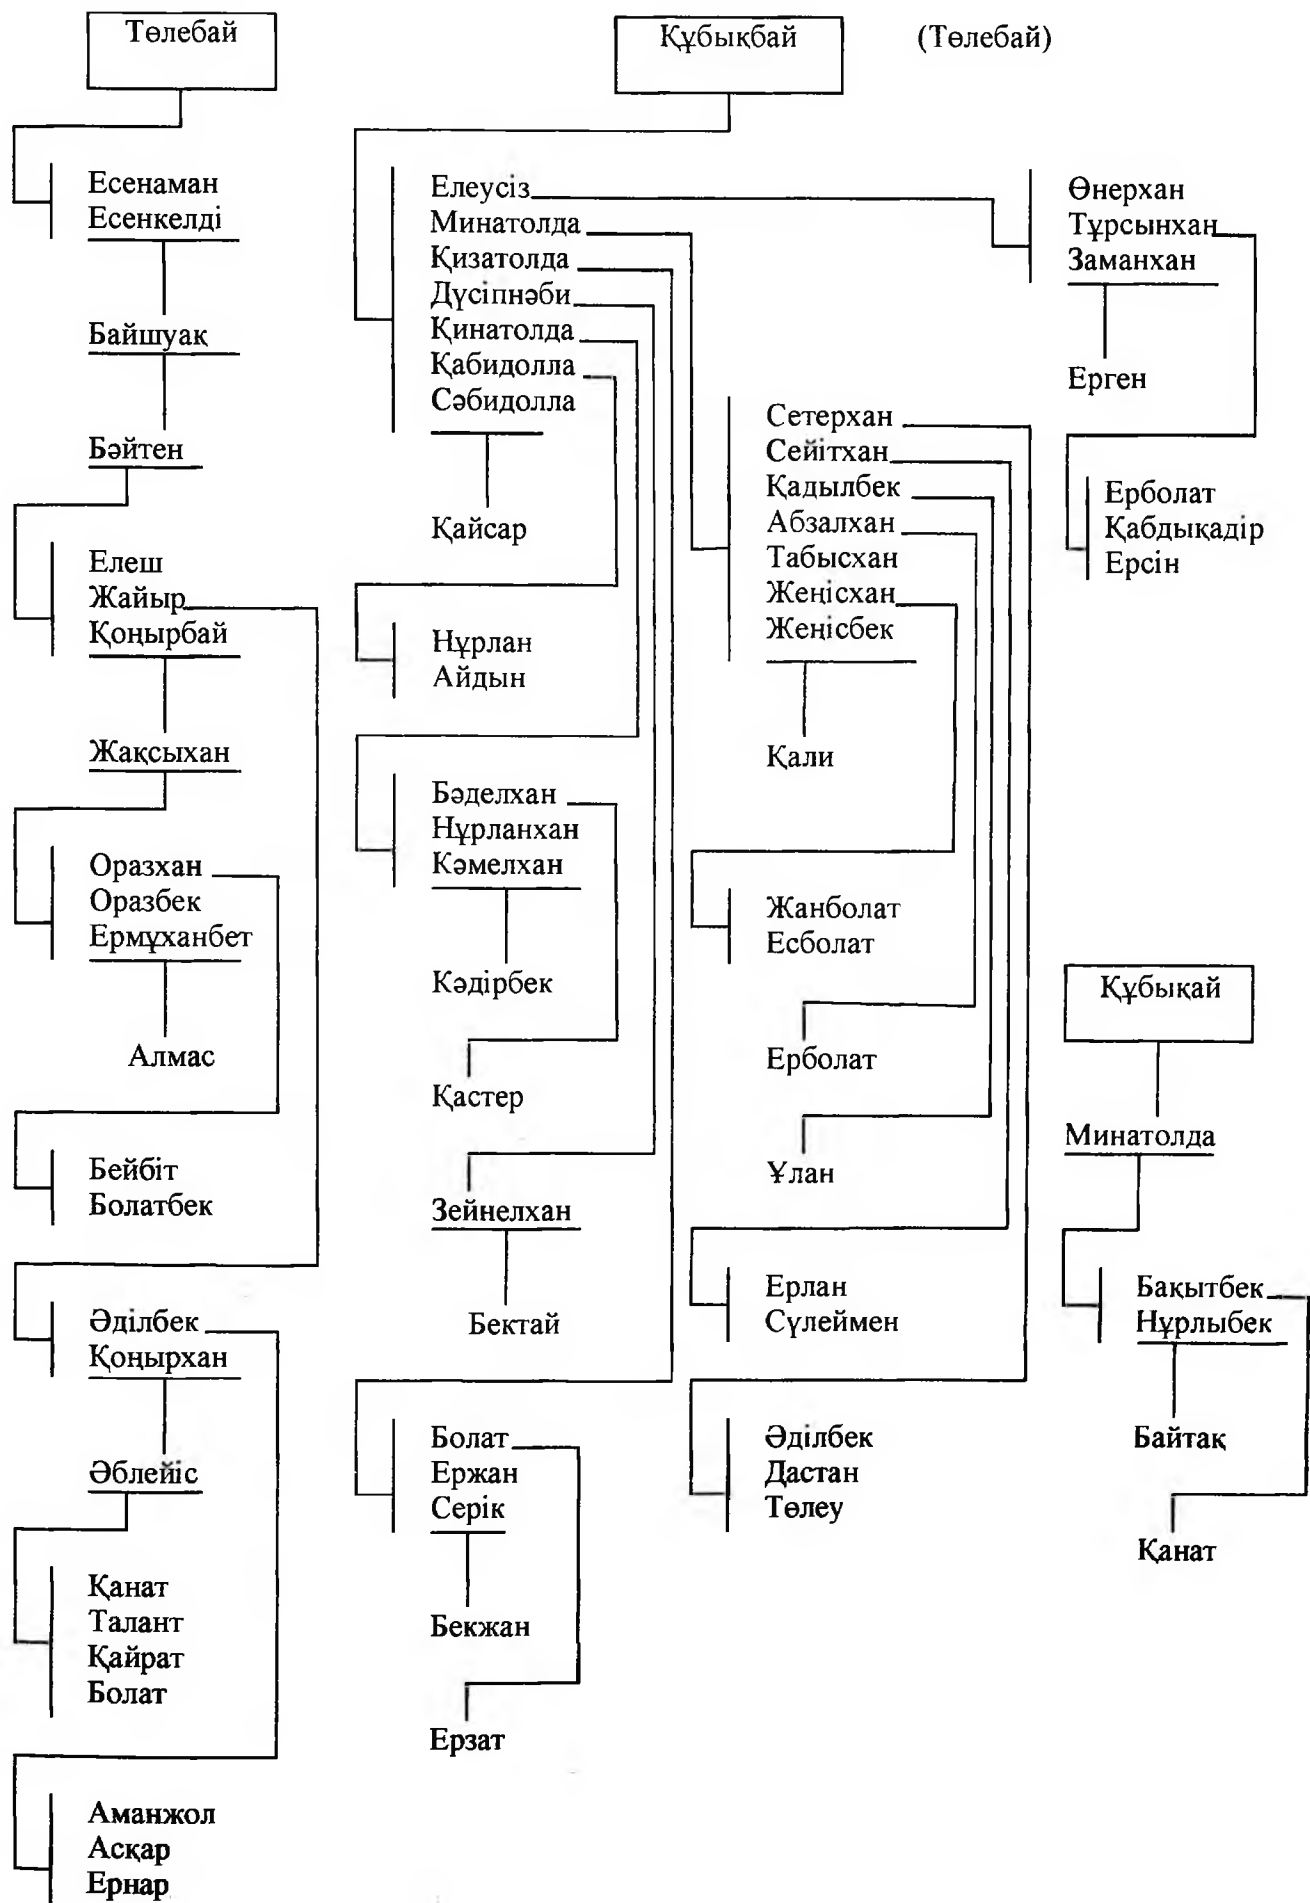 Төлебай
Есенаман
Есенкелді
Байшуақ
Бәйтен
Елеш
Жайыр
Қоңырбай
Жақсыхан
Оразхан
Оразбек
Ермұханбет
Алмас
Бейбіт
Болатбек
Әділбек
Қоңырхан
Әблейіс
Қанат
Талант
Қайрат
Болат
Аманжол
Асқар
Ернар
Құбықбай (Төлебай)
Елеусіз
Минатолда
Қизатолда
Дүсіпнәби
Қинатолда
Қабидолла
Сәбидолла
Қайсар
Нұрлан
Айдын
Бәделхан
Нұрланхан
Кәмелхан
Кәдірбек
Қастер
Зейнелхан
Бектай
Болат
Ержан
Серік
Бекжан
Ерзат
Сетерхан
Сейітхан
Қадылбек
Абзалхан
Табысхан
Жеңісхан
Жеңісбек
Қали
Жанболат
Есболат
Ерболат
Ұлан
Ерлан
Сүлеймен
Әділбек
Дастан
Төлеу
Өнерхан
Тұрсынхан
Заманхан
Ерген
Ерболат
Қабдықадір
Ерсін
Құбықай
Минатолда
Бақытбек
Нұрлыбек
Байтақ
Қанат